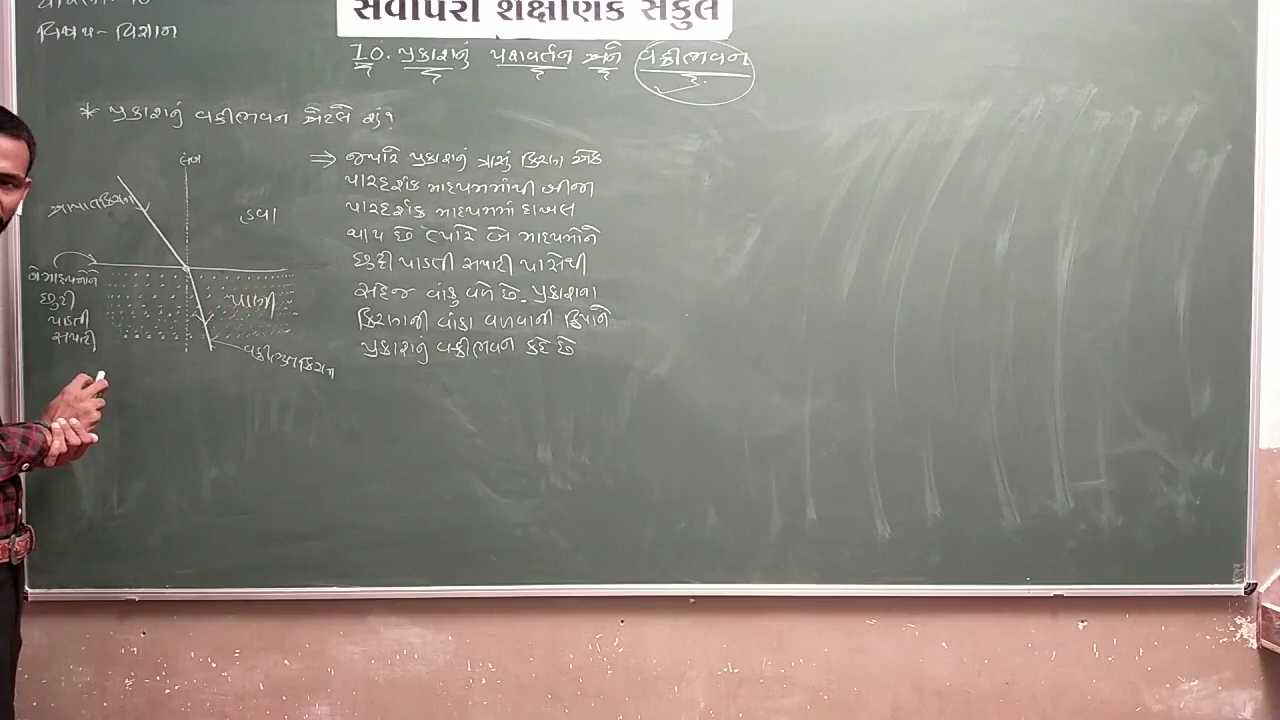 સર્વોપરી શૈક્ષણિક સંકુલ
વિષય - વિજ્ઞાન
10. પ્રકાશનું પરાવર્તન અને વક્રીભવન
* પ્રકાશનું વક્રીભવન એટલે શું?
લંબ
આપાતકિરણ
હવા
બે માધ્યમોને
છુટી
પાડતી
સપાટી
પાણી
વક્રીભૂતકિરણ
⇒ જ્યારે પ્રકાશનું ત્રાસું કિરણ એક
પારદર્શક માધ્યમમાંથી બીજા
પારદર્શક માધ્યમમાં દાખલ
થાય છે ત્યારે બે માધ્યમોને
છુટી પાડતી સપાટી પાસેથી
સહેજ વાંકુ વળે છે. પ્રકાશના
કિરણની વાંકા વળવાની ક્રિયાને
પ્રકાશનું વક્રીભવન કહે છે